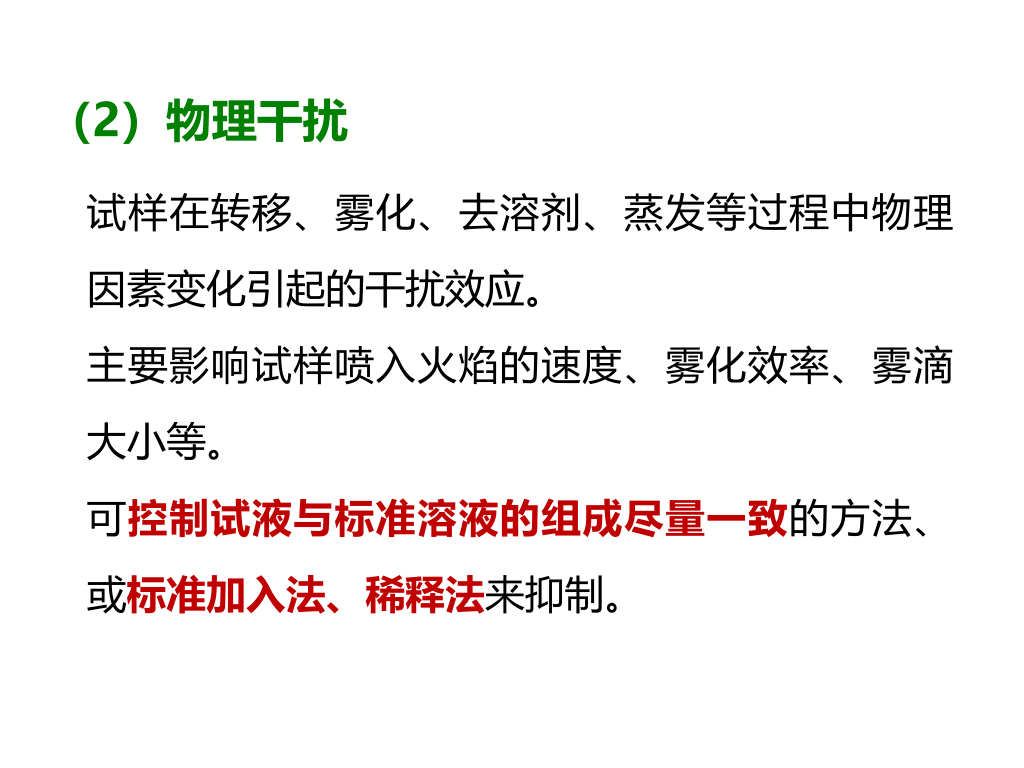 （2）物理干扰
试样在转移、雾化、去溶剂、蒸发等过程中物理
因素变化引起的干扰效应。
主要影响试样喷入火焰的速度、雾化效率、雾滴
大小等。
可控制试液与标准溶液的组成尽量一致的方法、
或标准加入法、稀释法来抑制。